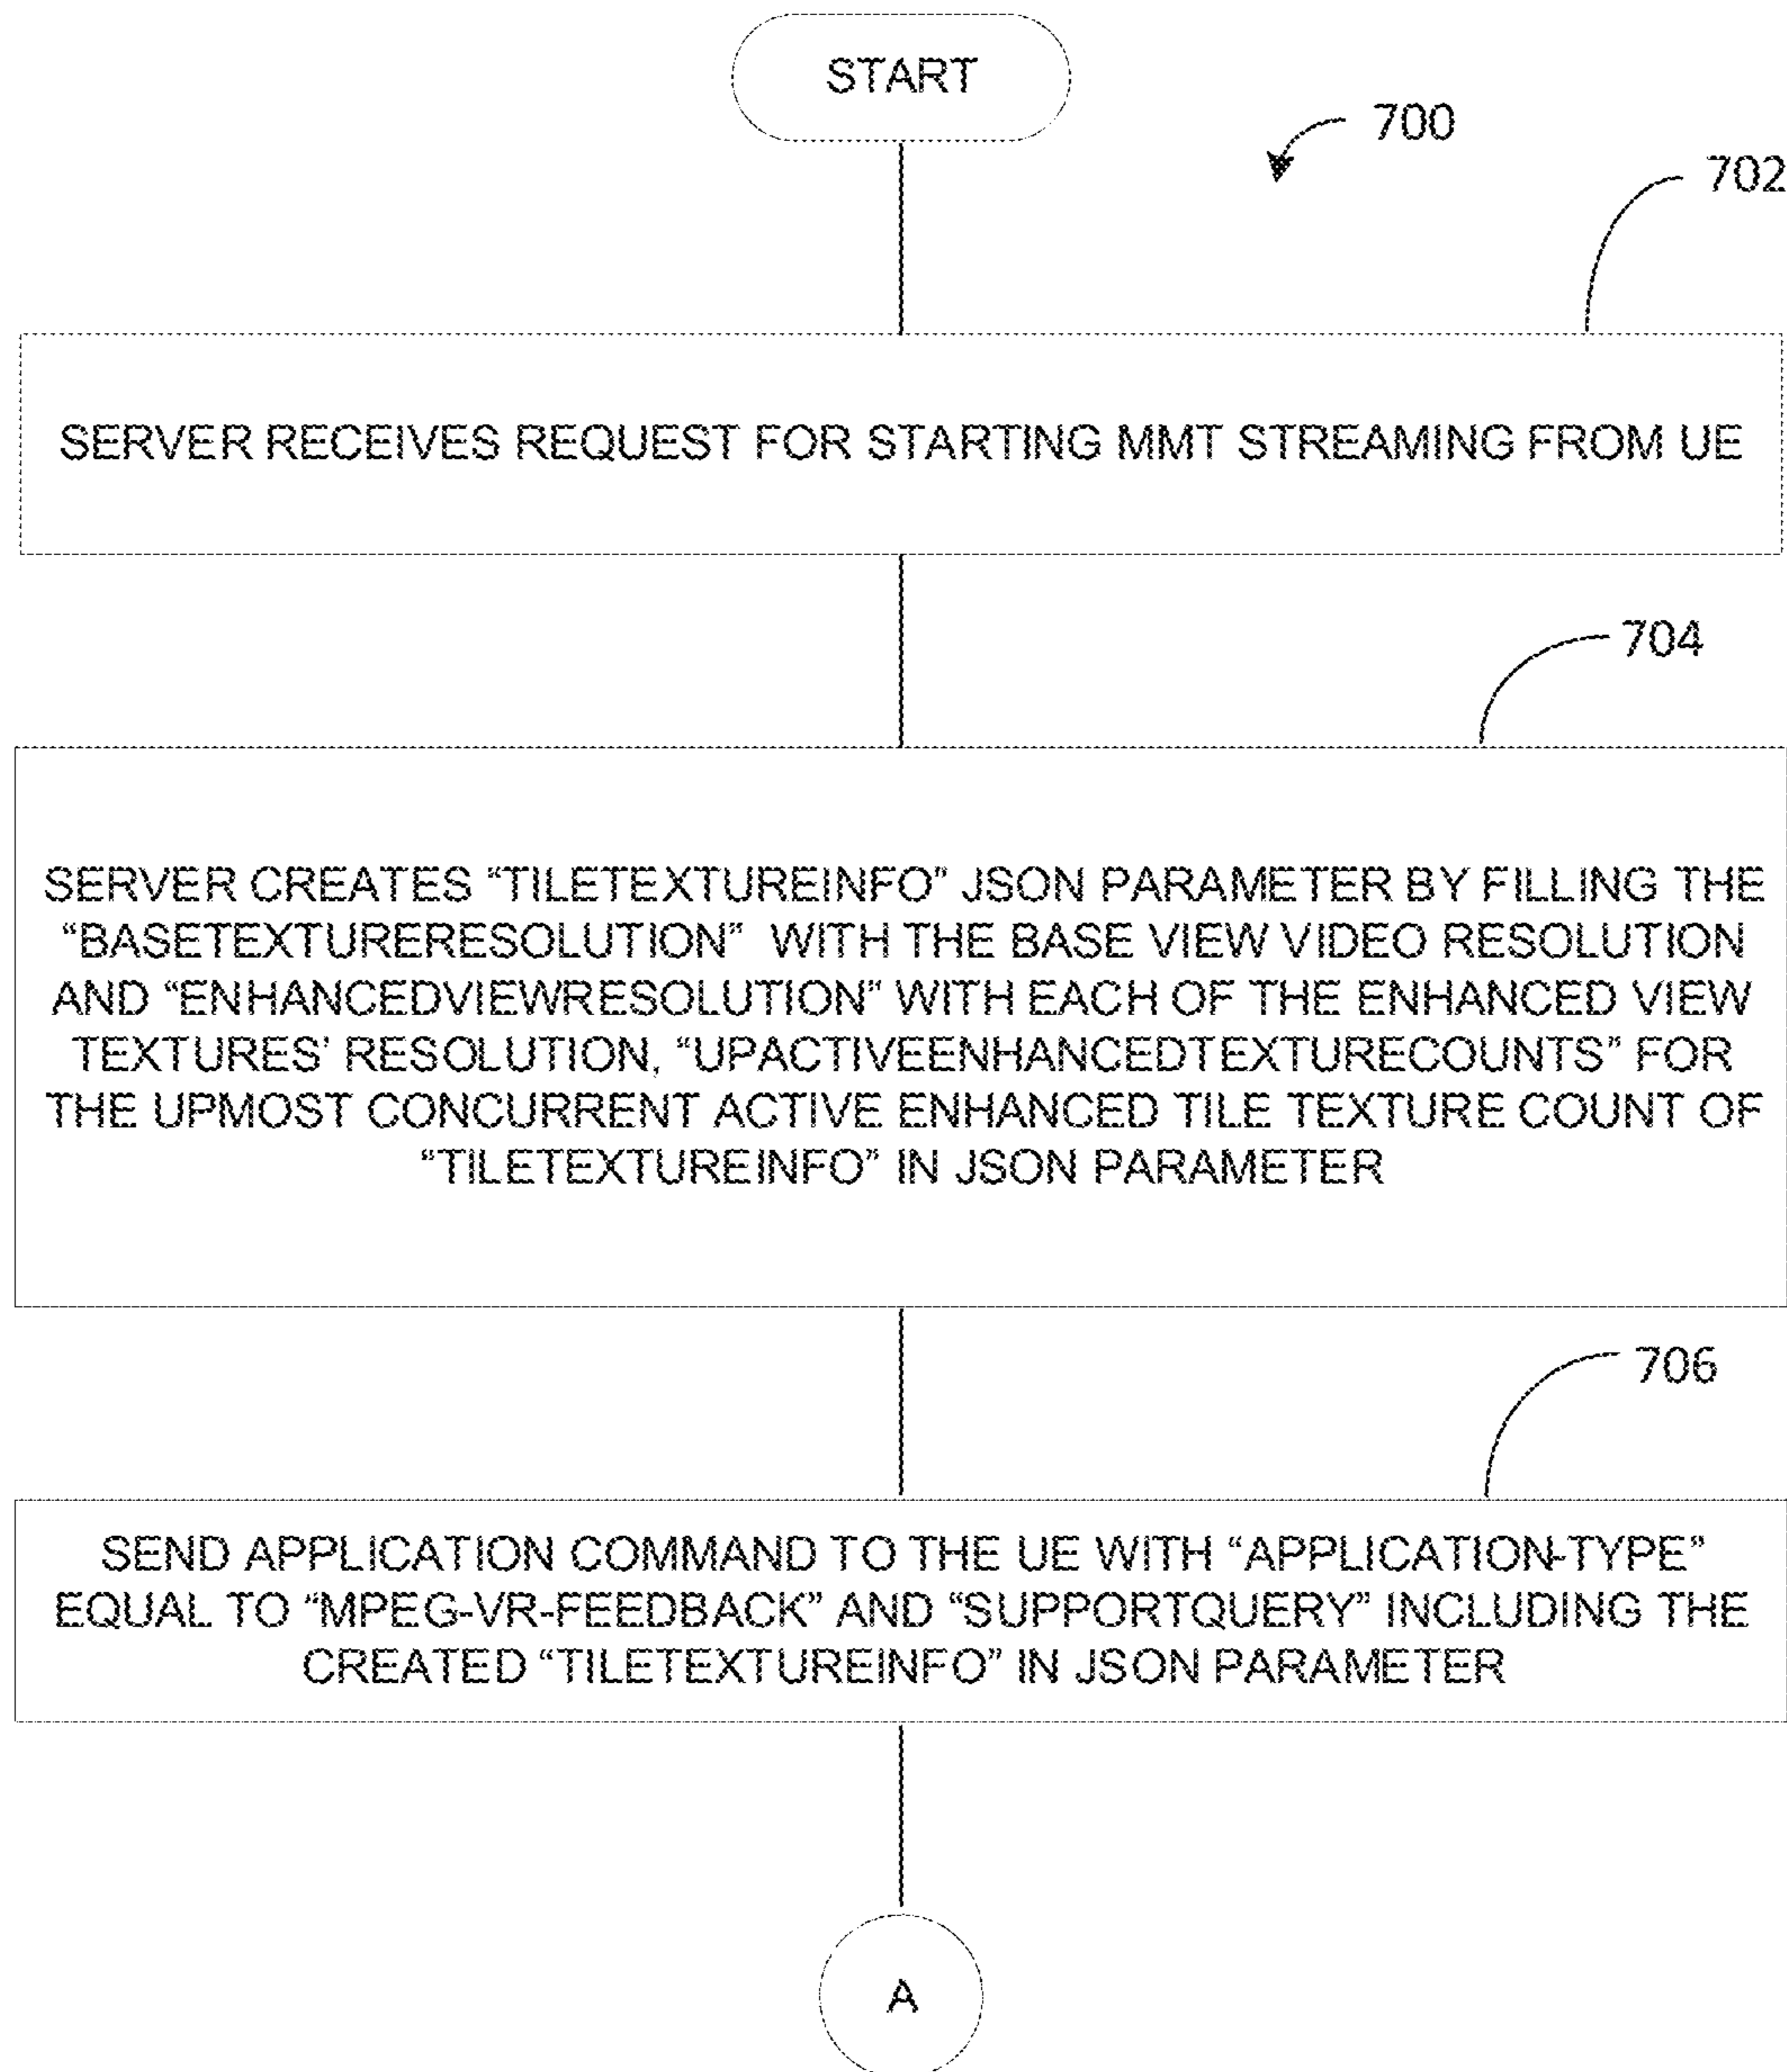 START
700
702
SERVER RECEIVES REQUEST FOR STARTING MMT STREAMING FROM UE
704
SERVER CREATES “TILETEXTUREINFO” JSON PARAMETER BY FILLING THE
“BASETEXTURERESOLUTION” WITH THE BASE VIEW VIDEO RESOLUTION
AND “ENHANCEDVIEWRESOLUTION” WITH EACH OF THE ENHANCED VIEW
TEXTURES’ RESOLUTION, “UPACTIVEENHANCEDTEXTURECOUNTS” FOR
THE UPMOST CONCURRENT ACTIVE ENHANCED TILE TEXTURE COUNT OF
“TILETEXTUREINFO” IN JSON PARAMETER
706
SEND APPLICATION COMMAND TO THE UE WITH “APPLICATION-TYPE”
EQUAL TO “MPEG-VR-FEEDBACK” AND “SUPPORTQUERY” INCLUDING THE
CREATED “TILETEXTUREINFO” IN JSON PARAMETER
A